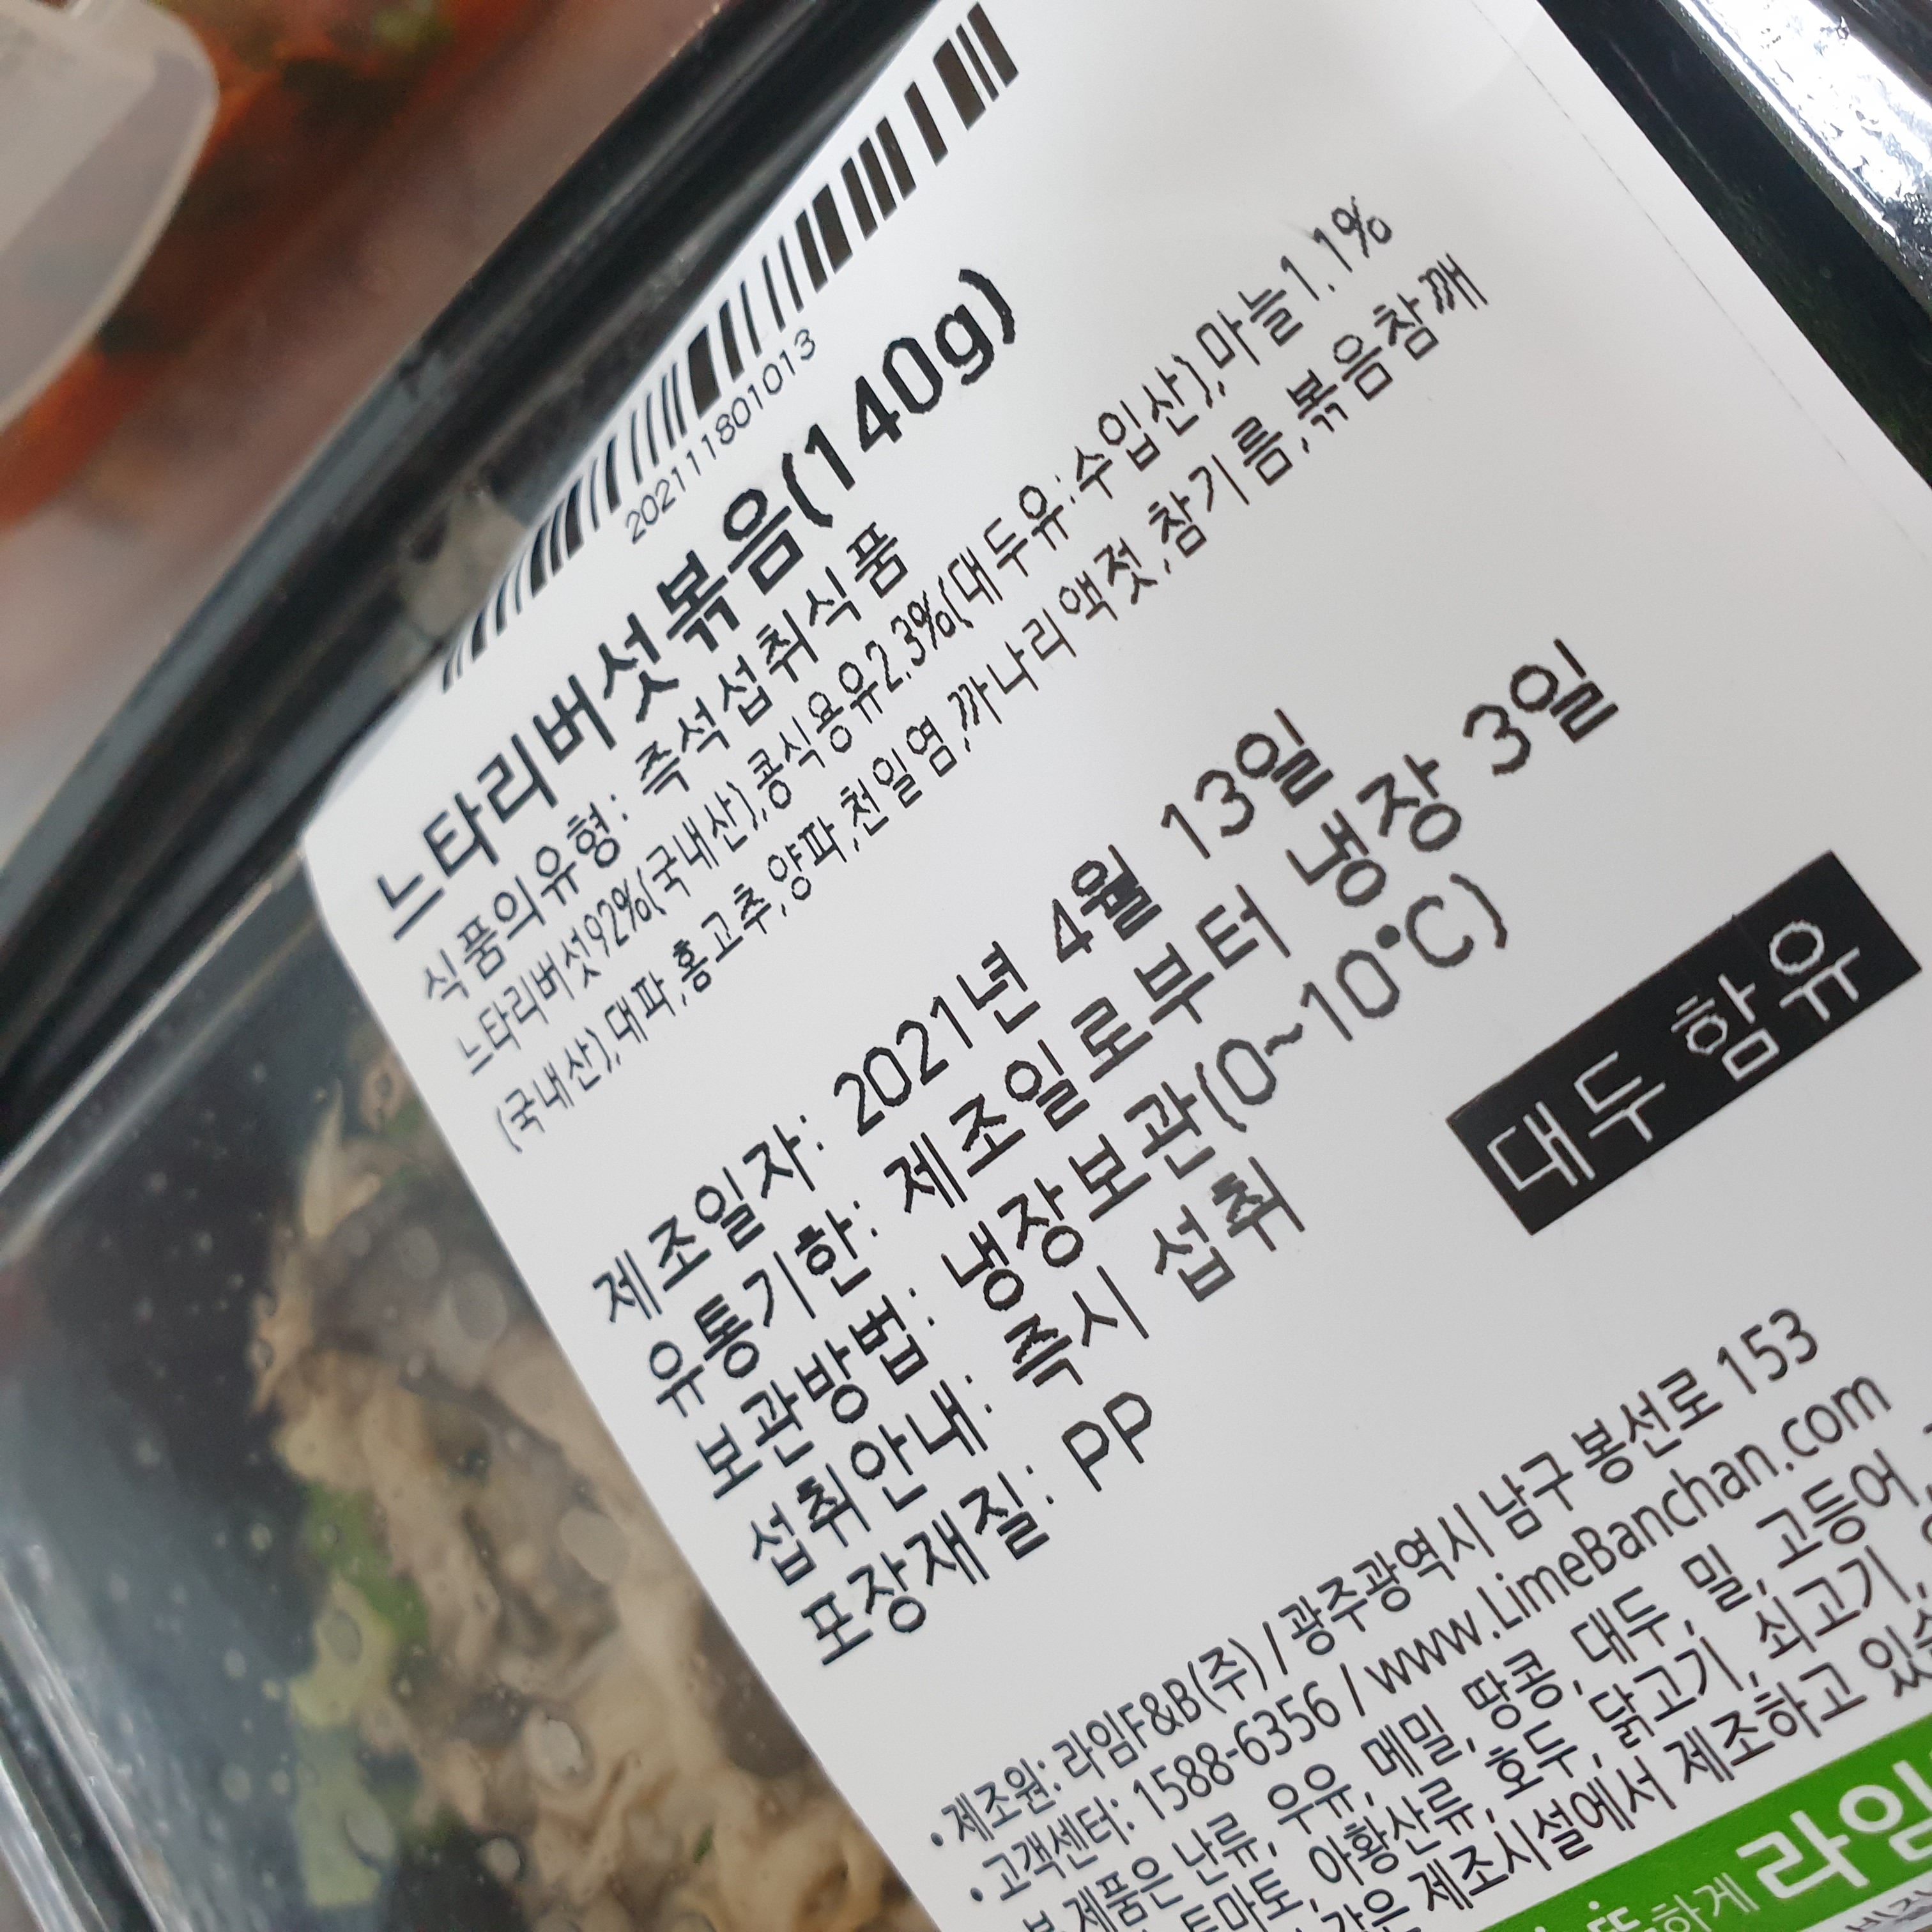 202111801013
느타리버섯볶음(140g)
식품의유형: 즉석섭취식품
느타리버섯92%(국내산),콩식용유2.3%(대두유:수입산),마늘1.1%
(국내산),대파,홍고추,양파,천일염,까나리액젓,참기름,볶음참깨
제조일자: 2021년 4월 13일
유통기한: 제조일로부터 냉장 3일
보관방법: 냉장보관(0~10°C)
섭취안내: 즉시 섭취
포장재질: PP
대두 함유
• 제조원: 라임F&B(주) / 광주광역시 남구 봉선로 153
• 고객센터: 1588-6356 / www.LimeBanchan.com
본 제품은 난류, 우유, 메밀, 땅콩, 대두, 밀, 고등어,
토마토, 아황산류, 호두, 닭고기, 쇠고기,
같은 제조시설에서 제조하고
하게 라임